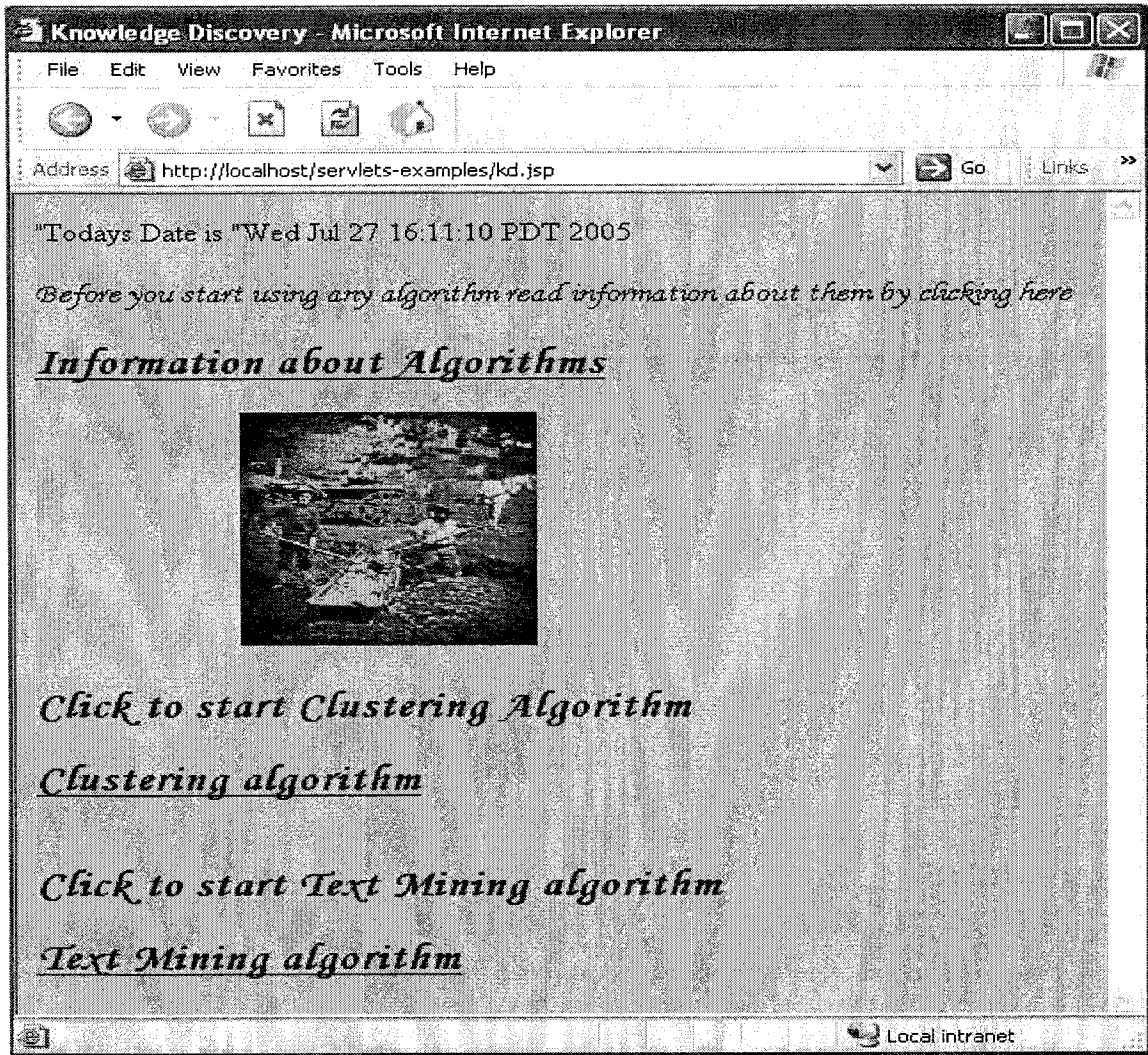 Knowledge Discovery - Microsoft Internet Explorer
File Edit View Favorites Tools Help
Address http://localhost/servlets-examples/kd.jsp Go Links »
"Todays Date is "Wed Jul 27 16:11:10 PDT 2005
Before you start using any algorithm read information about them by clicking here
Information about Algorithms
Click to start Clustering Algorithm
Clustering algorithm
Click to start Text Mining algorithm
Text Mining algorithm
Local intranet